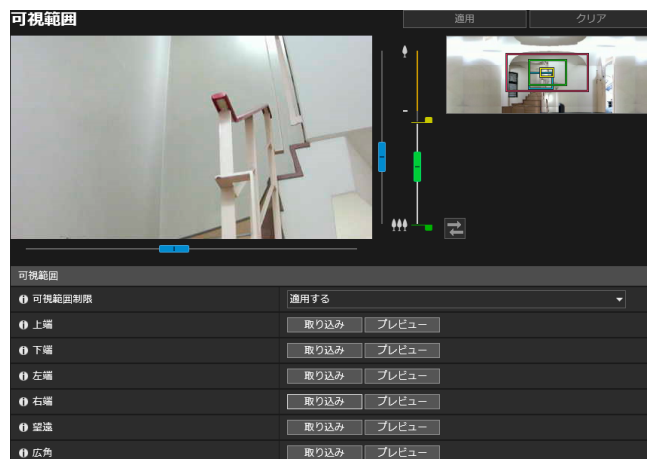 可視範囲
適用 クリア
可視範囲
可視範囲制限 適用する
上端 取り込み プレビュー
下端 取り込み プレビュー
左端 取り込み プレビュー
右端 取り込み プレビュー
望遠 取り込み プレビュー
広角 取り込み プレビュー